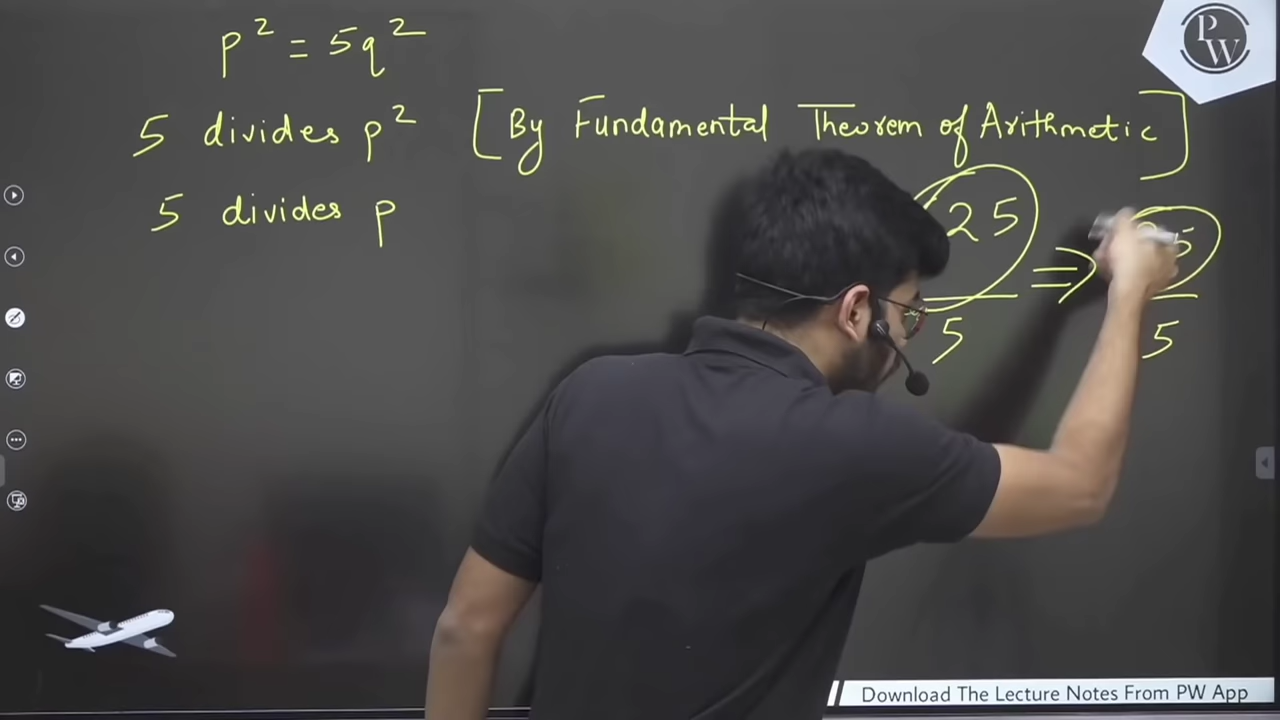 PW
p² = 5q²
5 divides p² [By Fundamental Theorem of Arithmetic]
5 divides p
25 ⇒
5 5
Download The Lecture Notes From PW App